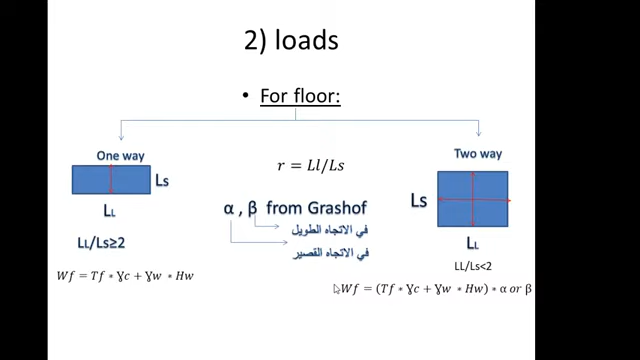 2) loads
• For floor:
One way
Two way
r = Ll/Ls
Ls
Ls
α , β from Grashof
LL
LL
في الاتجاه الطويل
في الاتجاه القصير
LL/Ls≥2
LL/Ls<2
Wf = Tf ∗ Ɣc + Ɣw ∗ Hw
Wf = (Tf ∗ Ɣc + Ɣw ∗ Hw) ∗ α or β